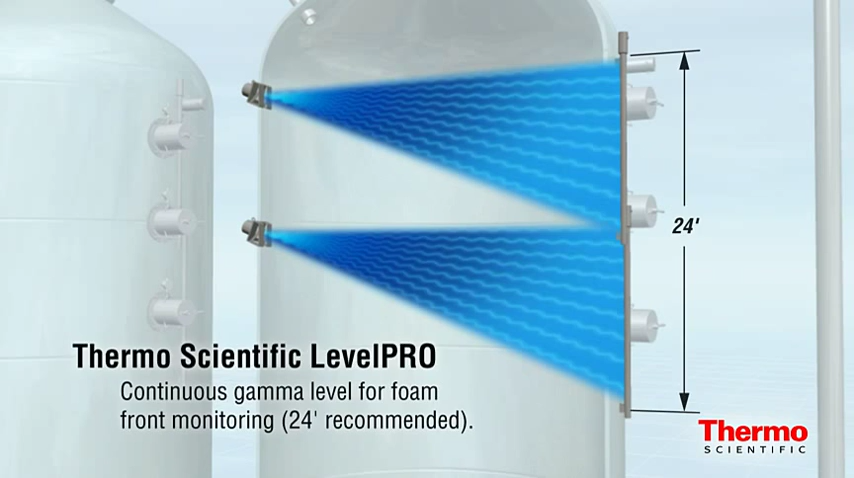 24'
Thermo Scientific LevelPRO
Continuous gamma level for foam
front monitoring (24' recommended).
Thermo
SCIENTIFIC